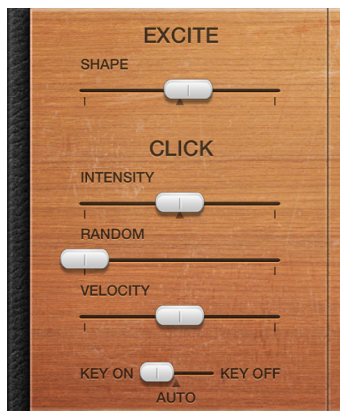 EXCITE
SHAPE
CLICK
INTENSITY
RANDOM
VELOCITY
KEY ON KEY OFF
AUTO